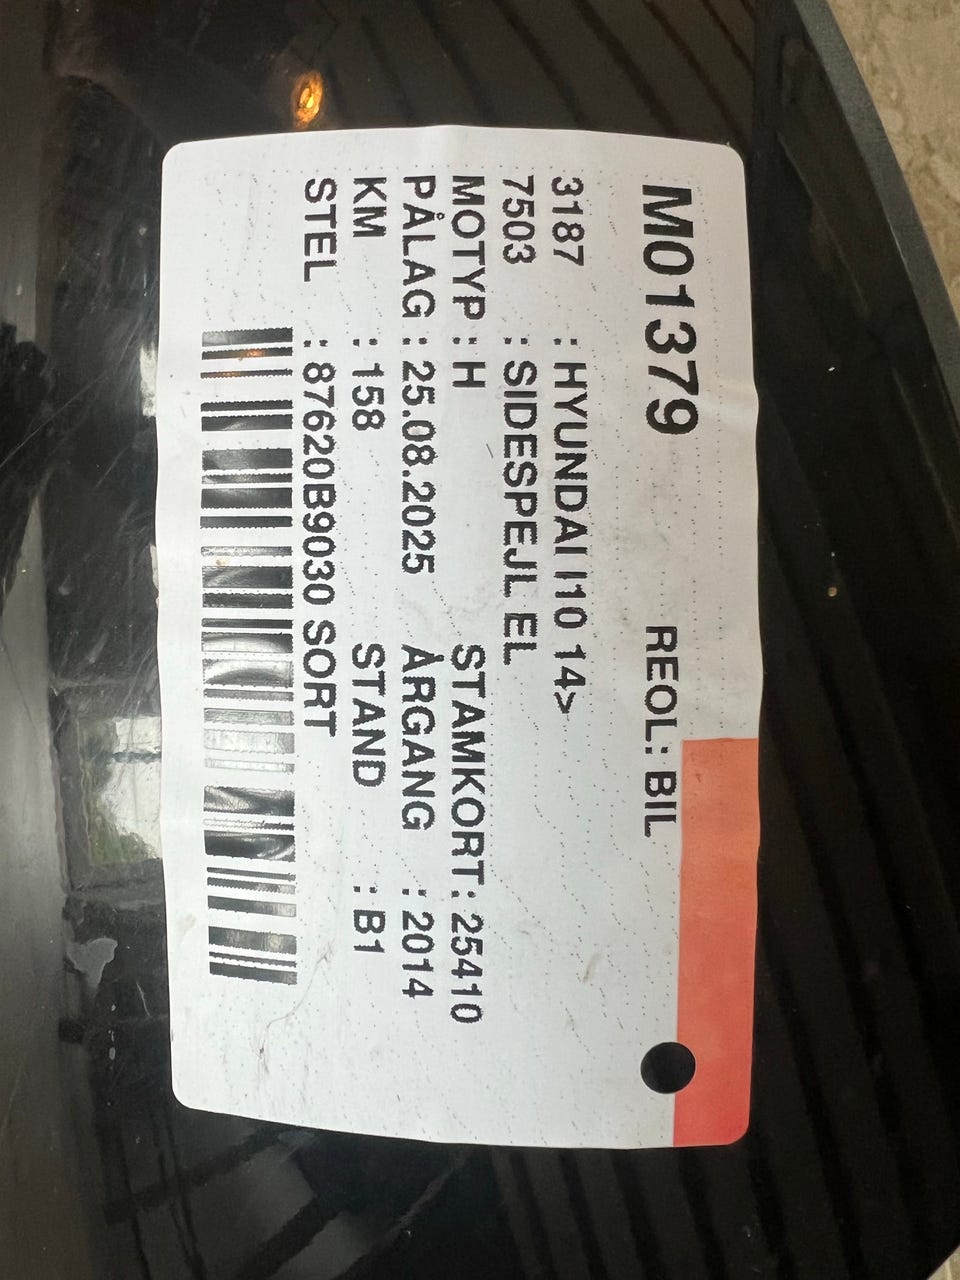 M01379 REOL: BIL
3187 : HYUNDAI I10 14>
7503 : SIDESPEJL EL
MOTYP : H STAMKORT: 25410
PÅLAG : 25.08.2025 ÅRGANG : 2014
KM : 158 STAND : B1
STEL : 87620B9030 SORT